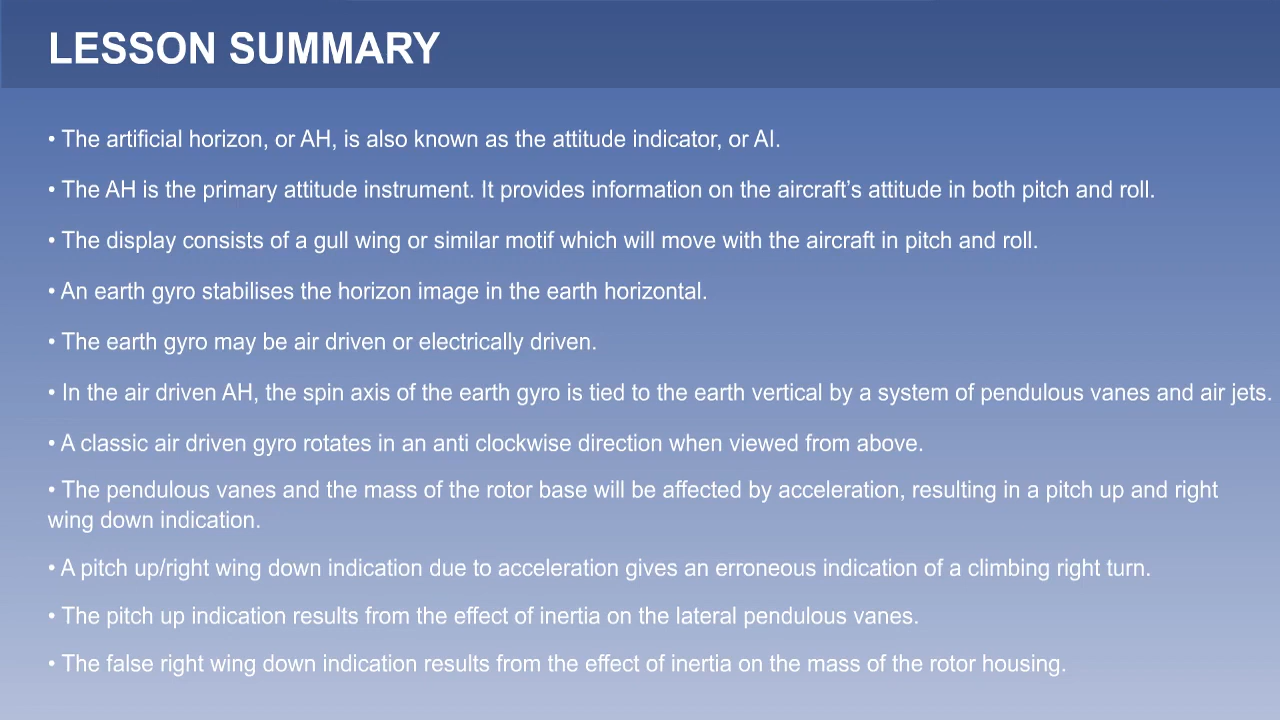 LESSON SUMMARY
• The artificial horizon, or AH, is also known as the attitude indicator, or AI.
• The AH is the primary attitude instrument. It provides information on the aircraft’s attitude in both pitch and roll.
• The display consists of a gull wing or similar motif which will move with the aircraft in pitch and roll.
• An earth gyro stabilises the horizon image in the earth horizontal.
• The earth gyro may be air driven or electrically driven.
• In the air driven AH, the spin axis of the earth gyro is tied to the earth vertical by a system of pendulous vanes and air jets.
• A classic air driven gyro rotates in an anti clockwise direction when viewed from above.
• The pendulous vanes and the mass of the rotor base will be affected by acceleration, resulting in a pitch up and right
wing down indication.
• A pitch up/right wing down indication due to acceleration gives an erroneous indication of a climbing right turn.
• The pitch up indication results from the effect of inertia on the lateral pendulous vanes.
• The false right wing down indication results from the effect of inertia on the mass of the rotor housing.